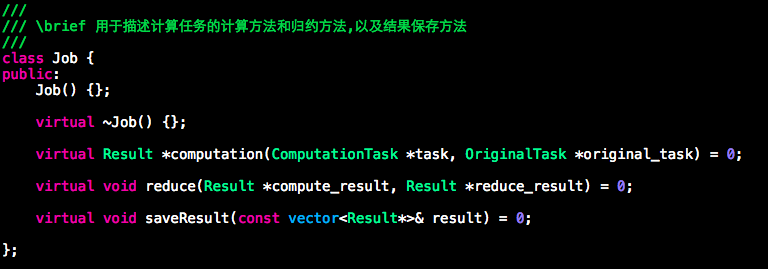 ///
/// \brief 用于描述计算任务的计算方法和归约方法,以及结果保存方法
///
class Job {
public:
    Job() {};
    virtual ~Job() {};
    virtual Result *computation(ComputationTask *task, OriginalTask *original_task) = 0;
    virtual void reduce(Result *compute_result, Result *reduce_result) = 0;
    virtual void saveResult(const vector<Result*>& result) = 0;
};